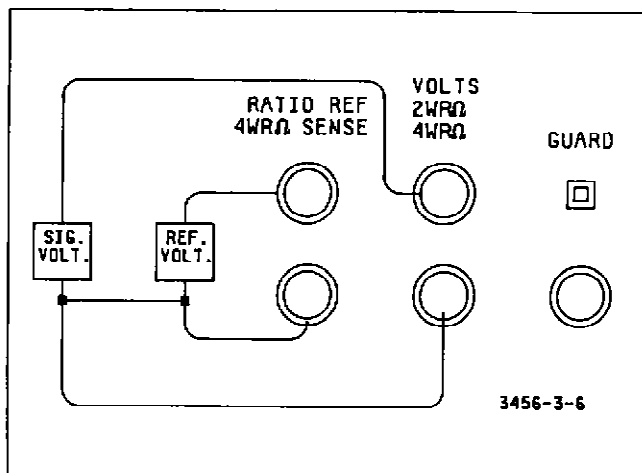 RATIO REF
4WRΩ SENSE
VOLTS
2WRΩ
4WRΩ
GUARD
SIG.
VOLT.
REF.
VOLT.
3456-3-6